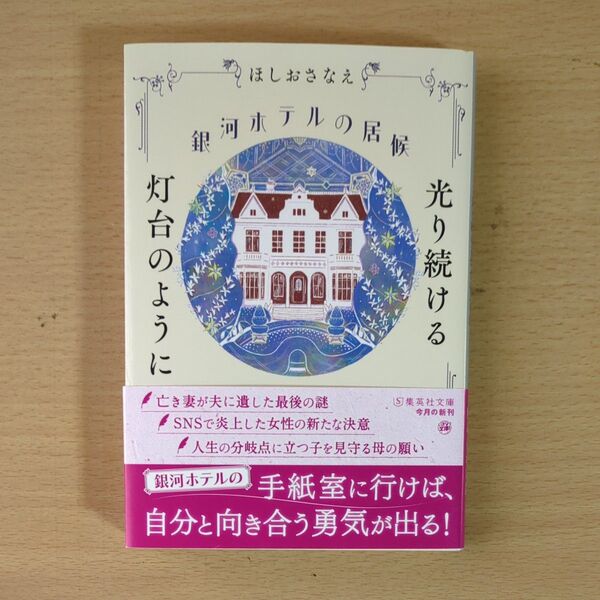 ほしおさなえ
銀河ホテルの居候
光り続ける
灯台のように
集英社文庫
今月の新刊
亡き妻が夫に遺した最後の謎
SNSで炎上した女性の新たな決意
人生の分岐点に立つ子を見守る母の願い
銀河ホテルの
手紙室に行けば、
自分と向き合う勇気が出る!